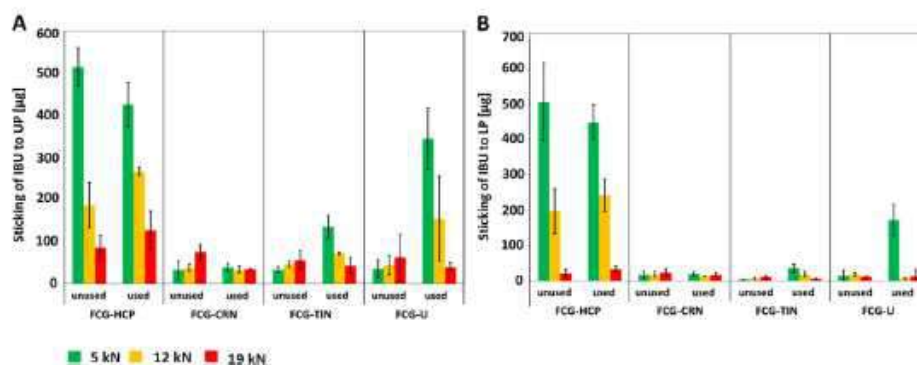 A
Sticking of IBU to UP [µg]
600
500
400
300
200
100
0
unused used unused used unused used unused used
FCG-HCP FCG-CRN FCG-TIN FCG-U
B
Sticking of IBU to LP [µg]
700
600
500
400
300
200
100
0
unused used unused used unused used unused used
FCG-HCP FCG-CRN FCG-TIN FCG-U
5 kN 12 kN 19 kN